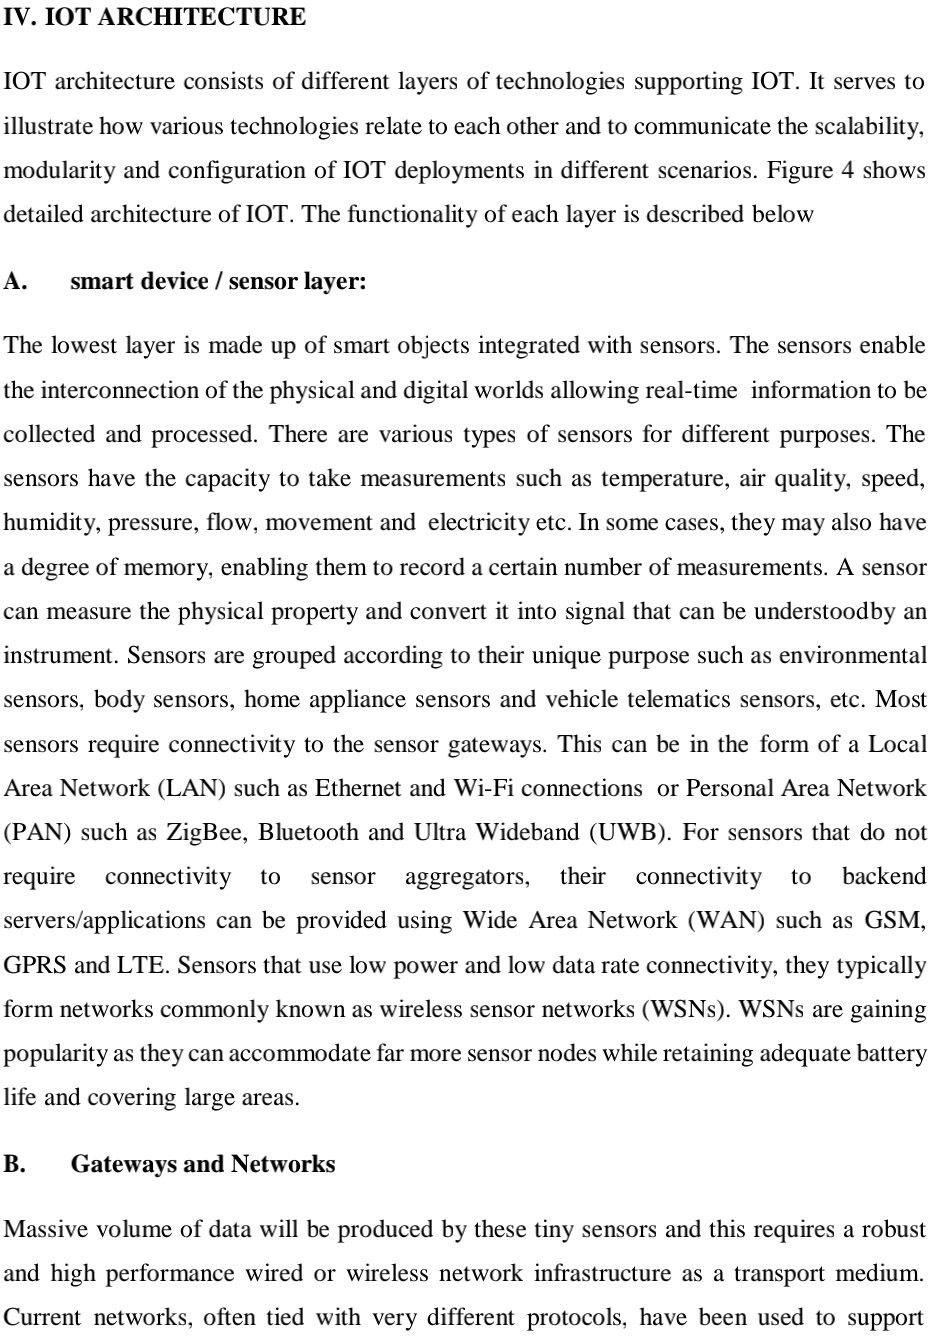 IV. IOT ARCHITECTURE
IOT architecture consists of different layers of technologies supporting IOT. It serves to
illustrate how various technologies relate to each other and to communicate the scalability,
modularity and configuration of IOT deployments in different scenarios. Figure 4 shows
detailed architecture of IOT. The functionality of each layer is described below
A. smart device / sensor layer:
The lowest layer is made up of smart objects integrated with sensors. The sensors enable
the interconnection of the physical and digital worlds allowing real-time information to be
collected and processed. There are various types of sensors for different purposes. The
sensors have the capacity to take measurements such as temperature, air quality, speed,
humidity, pressure, flow, movement and electricity etc. In some cases, they may also have
a degree of memory, enabling them to record a certain number of measurements. A sensor
can measure the physical property and convert it into signal that can be understoodby an
instrument. Sensors are grouped according to their unique purpose such as environmental
sensors, body sensors, home appliance sensors and vehicle telematics sensors, etc. Most
sensors require connectivity to the sensor gateways. This can be in the form of a Local
Area Network (LAN) such as Ethernet and Wi-Fi connections or Personal Area Network
(PAN) such as ZigBee, Bluetooth and Ultra Wideband (UWB). For sensors that do not
require connectivity to sensor aggregators, their connectivity to backend
servers/applications can be provided using Wide Area Network (WAN) such as GSM,
GPRS and LTE. Sensors that use low power and low data rate connectivity, they typically
form networks commonly known as wireless sensor networks (WSNs). WSNs are gaining
popularity as they can accommodate far more sensor nodes while retaining adequate battery
life and covering large areas.
B. Gateways and Networks
Massive volume of data will be produced by these tiny sensors and this requires a robust
and high performance wired or wireless network infrastructure as a transport medium.
Current networks, often tied with very different protocols, have been used to support